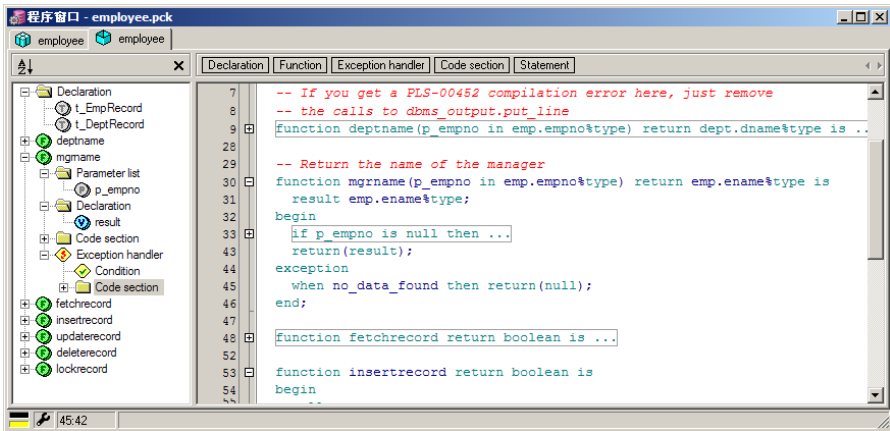 程序窗口 - employee.pck
employee employee
Declaration Function Exception handler Code section Statement
Declaration
t_EmpRecord
t_DeptRecord
deptname
mgrname
Parameter list
p_empno
Declaration
result
Code section
Exception handler
Condition
Code section
fetchrecord
insertrecord
updaterecord
deleterecord
lockrecord
7 -- If you get a PLS-00452 compilation error here, just remove
8 -- the calls to dbms_output.put_line
9 function deptname(p_empno in emp.empno%type) return dept.dname%type is ..
28
29 -- Return the name of the manager
30 function mgrname(p_empno in emp.empno%type) return emp.ename%type is
31 result emp.ename%type;
32 begin
33 if p_empno is null then ...
43 return(result);
44 exception
45 when no_data_found then return(null);
46 end;
47
48 function fetchrecord return boolean is ...
52
53 function insertrecord return boolean is
54 begin
45:42